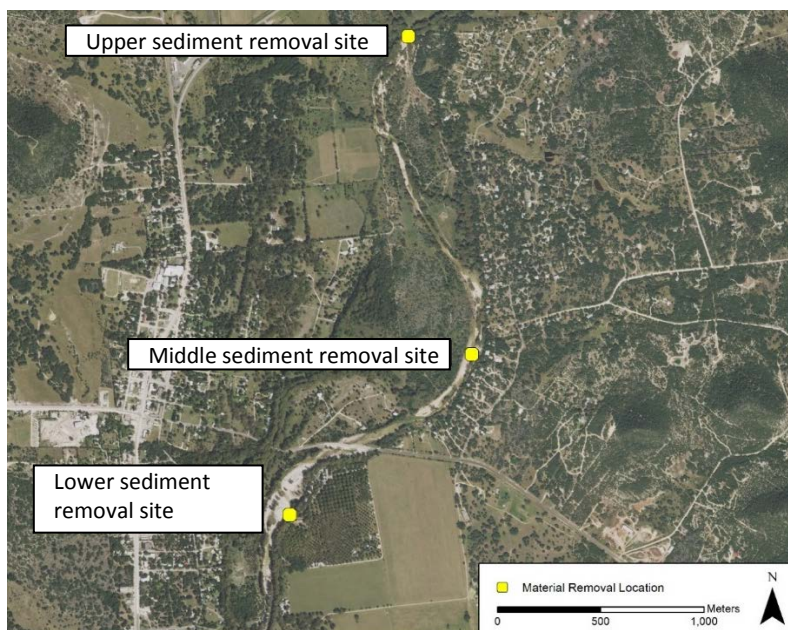 Upper sediment removal site
Middle sediment removal site
Lower sediment
removal site
Material Removal Location
N
Meters
0 500 1,000